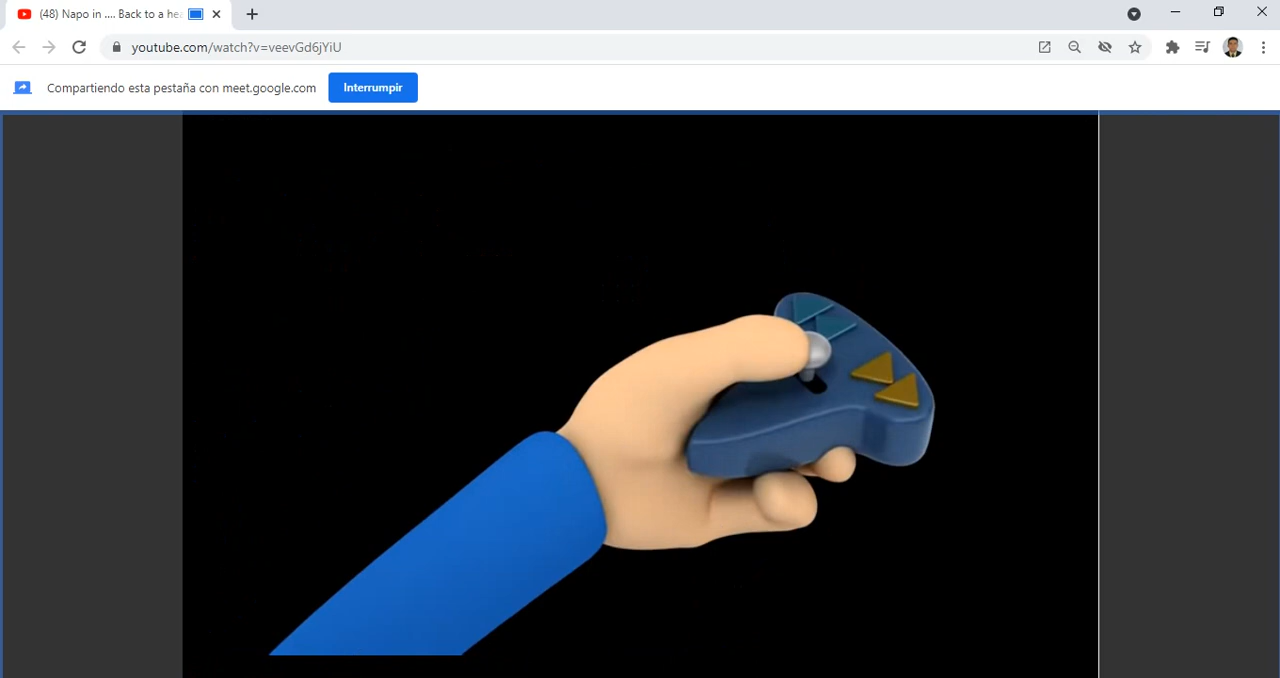 (48) Napo in .... Back to a he
youtube.com/watch?v=veevGd6jYiU
Compartiendo esta pestaña con meet.google.com
Interrumpir